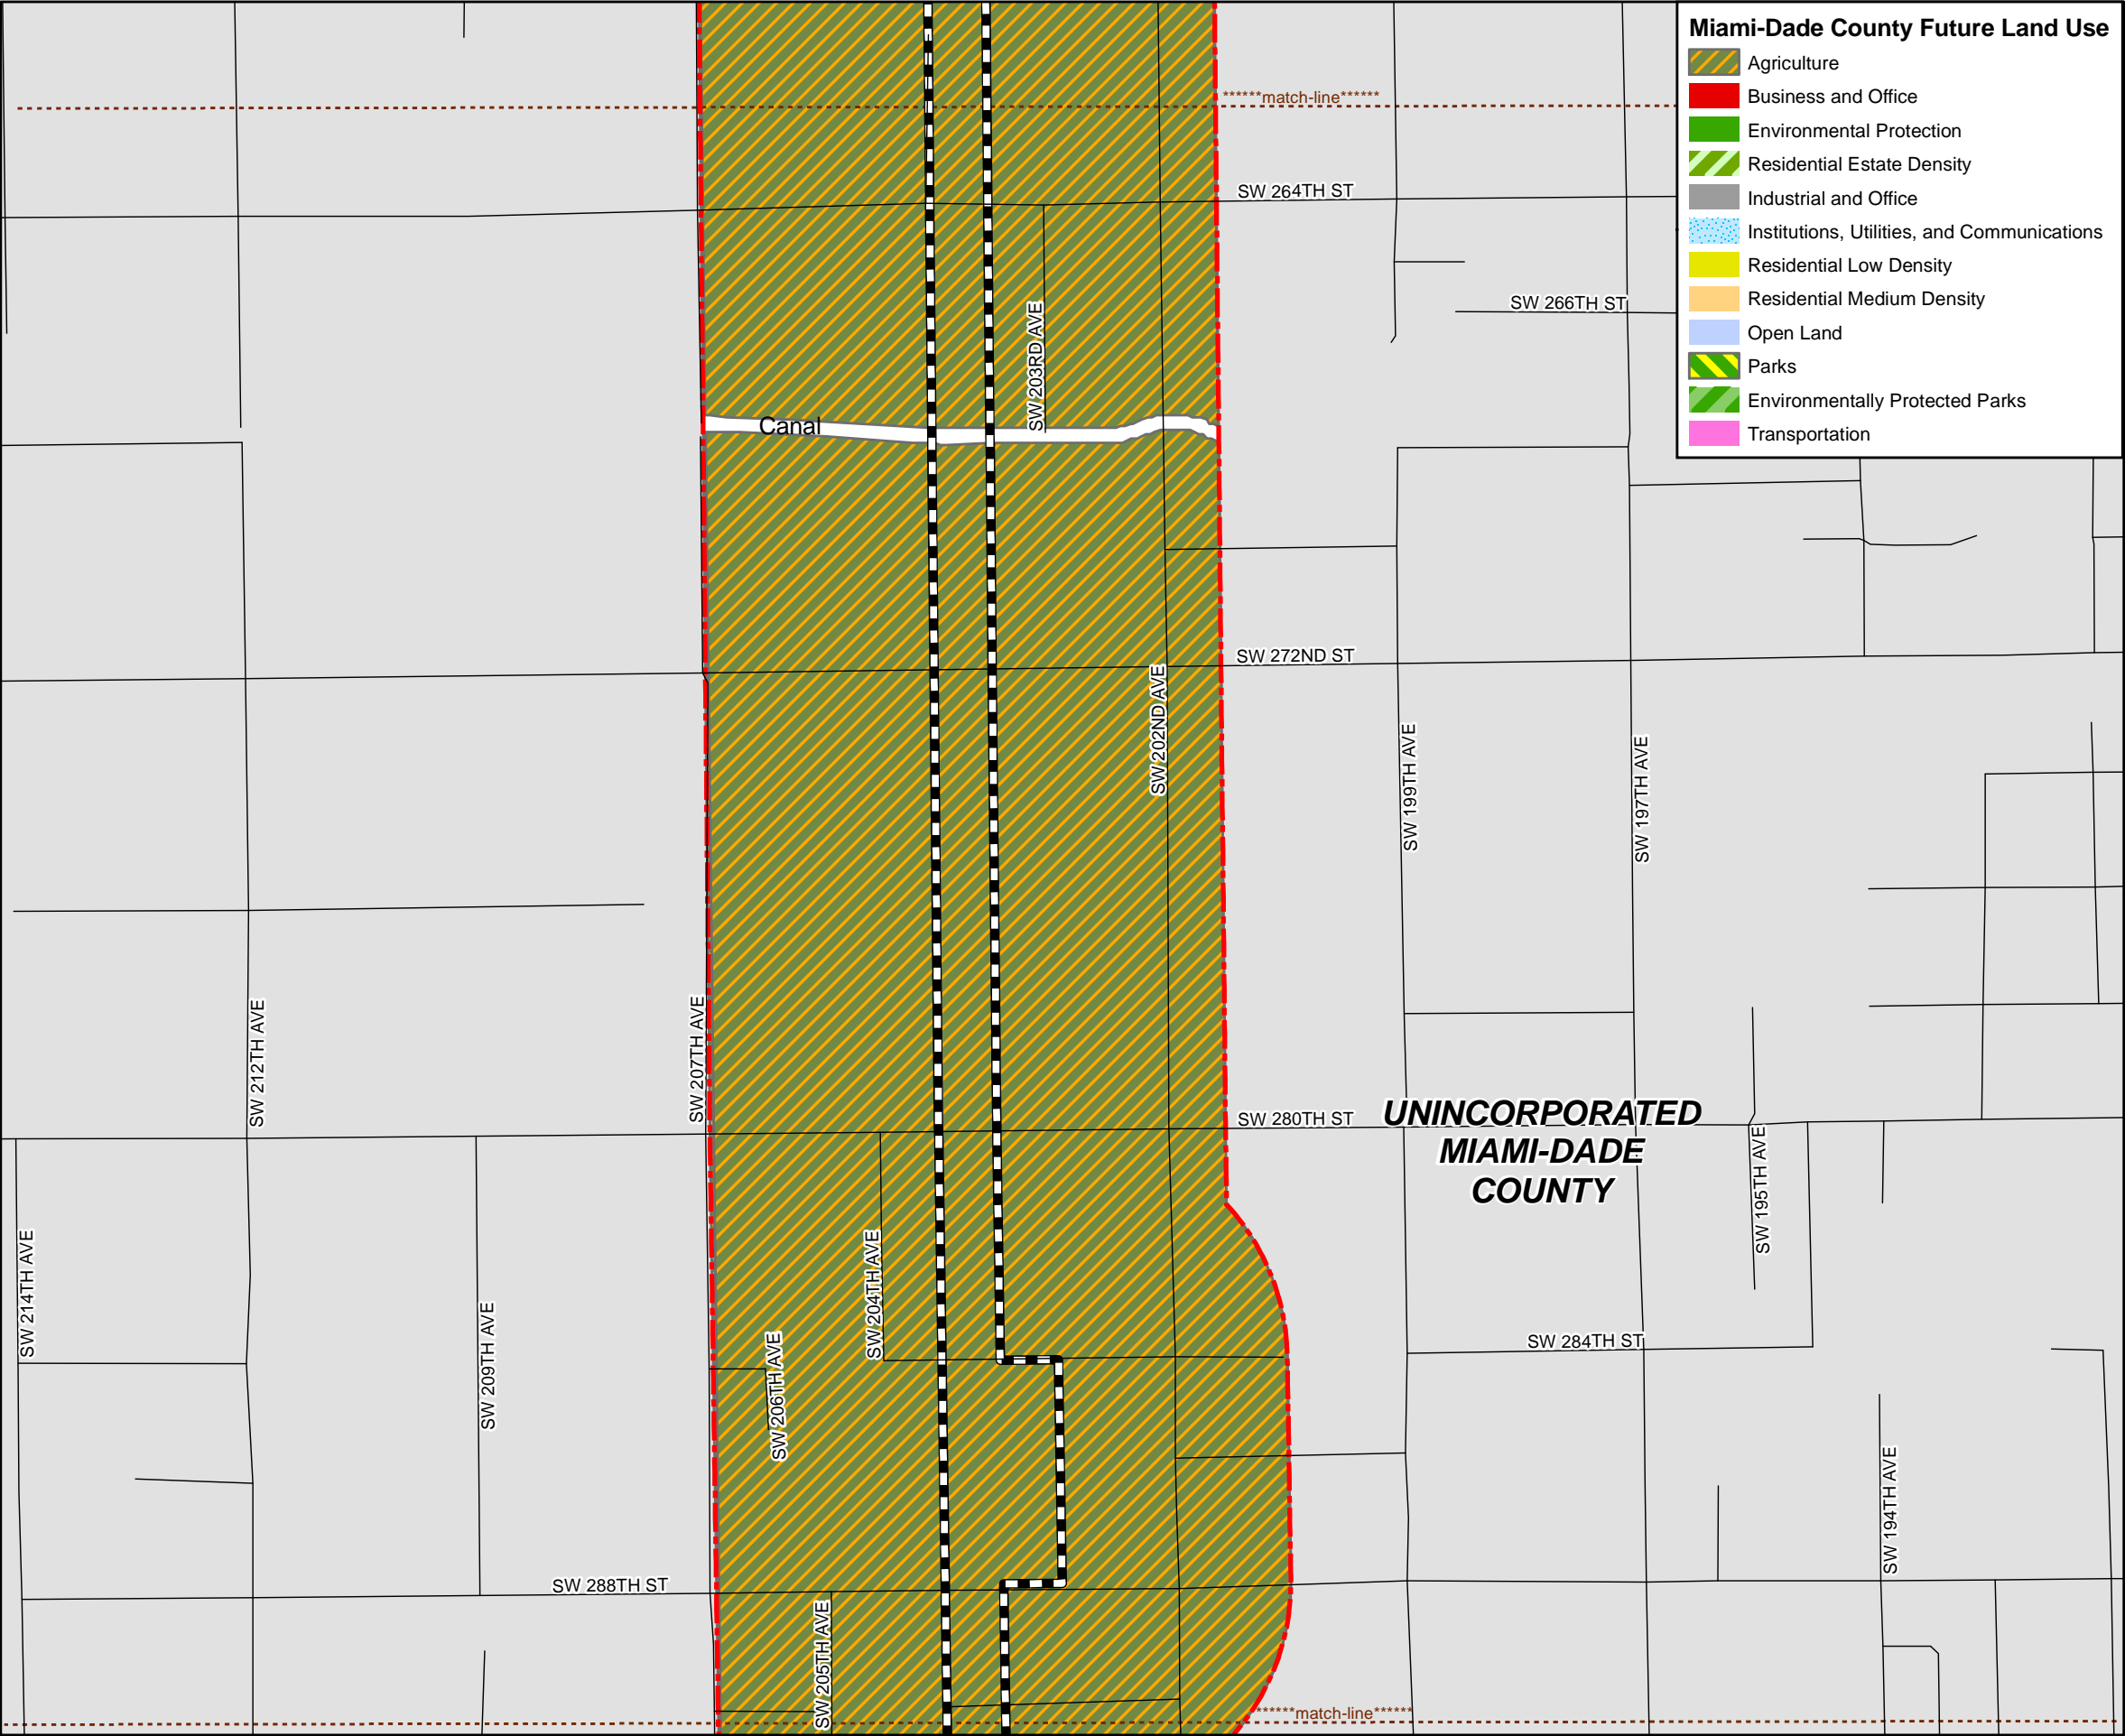 Miami-Dade County Future Land Use
Agriculture
Business and Office
Environmental Protection
Residential Estate Density
Industrial and Office
Institutions, Utilities, and Communications
Residential Low Density
Residential Medium Density
Open Land
Parks
Environmentally Protected Parks
Transportation
******match-line******
SW 264TH ST
SW 266TH ST
SW 203RD AVE
Canal
SW 272ND ST
SW 202ND AVE
SW 199TH AVE
SW 197TH AVE
SW 212TH AVE
SW 207TH AVE
SW 280TH ST
UNINCORPORATED
MIAMI-DADE
COUNTY
SW 195TH AVE
SW 214TH AVE
SW 204TH AVE
SW 209TH AVE
SW 206TH AVE
SW 284TH ST
SW 194TH AVE
SW 288TH ST
SW 205TH AVE
******match-line******